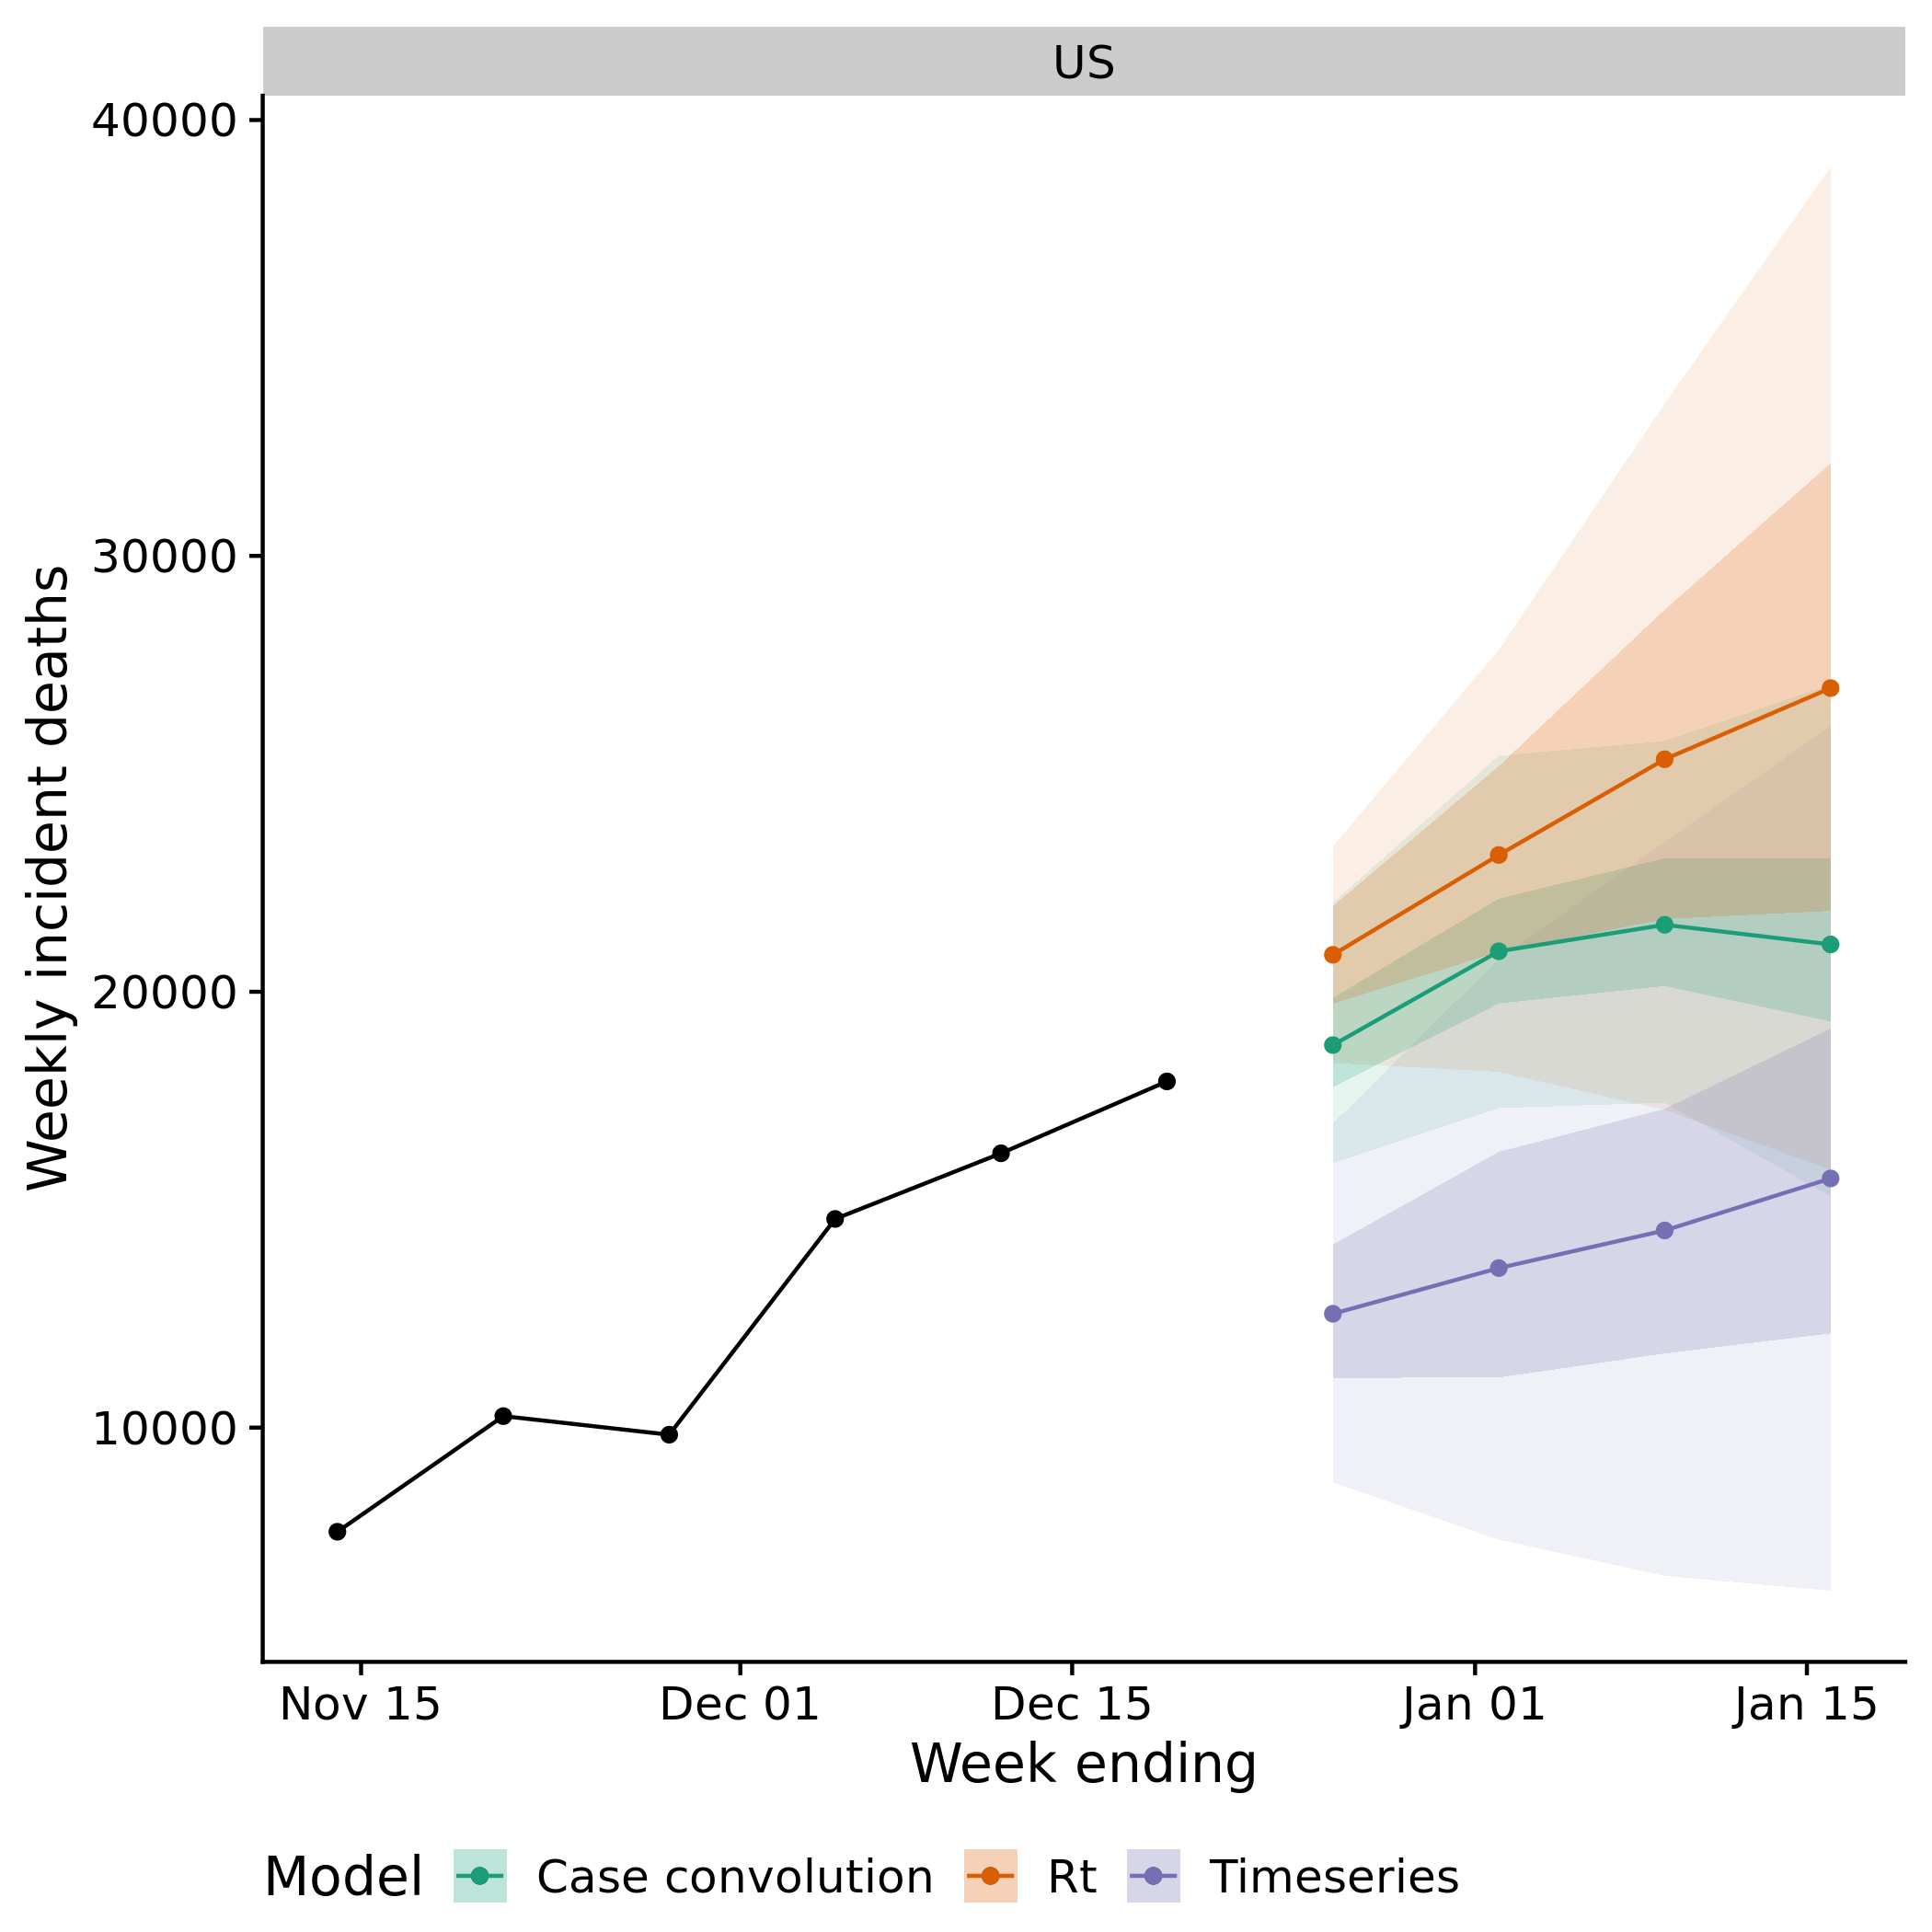 US
40000
30000
20000
10000
Weekly incident deaths
Nov 15 Dec 01 Dec 15 Jan 01 Jan 15
Week ending
Model Case convolution Rt Timeseries